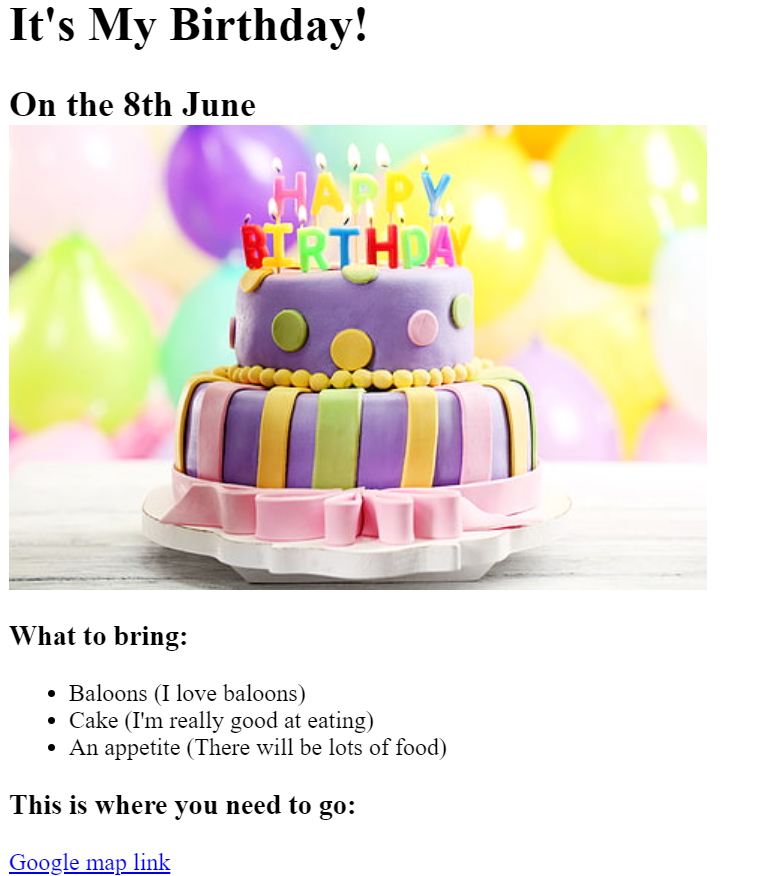 It's My Birthday!
On the 8th June
HAPPY
BIRTHDAY
What to bring:
Baloons (I love baloons)
Cake (I'm really good at eating)
An appetite (There will be lots of food)
This is where you need to go:
Google map link